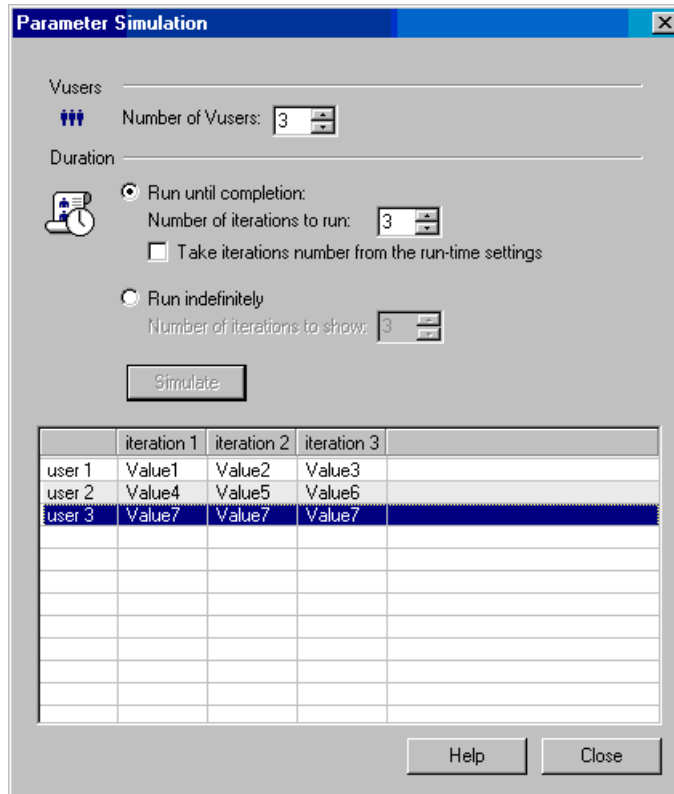 Parameter Simulation
Vusers
Number of Vusers: 3
Duration
Run until completion:
Number of iterations to run: 3
Take iterations number from the run-time settings
Run indefinitely
Number of iterations to show: 3
Simulate
iteration 1 iteration 2 iteration 3
user 1 Value1 Value2 Value3
user 2 Value4 Value5 Value6
user 3 Value7 Value7 Value7
Help Close